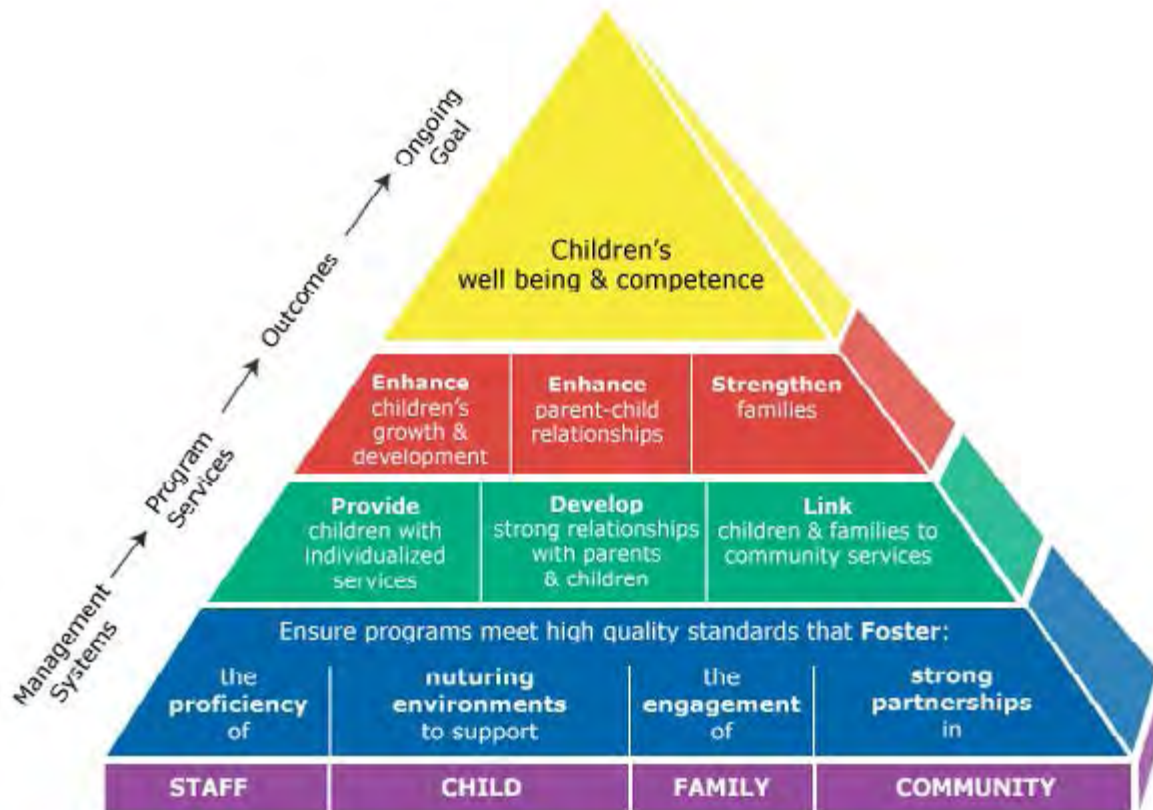 Ongoing
Goal
Outcomes
Program
Services
Management
Systems
Children's
well being & competence
Enhance
children's
growth &
development
Enhance
parent-child
relationships
Strengthen
families
Provide
children with
individualized
services
Develop
strong relationships
with parents
& children
Link
children & families to
community services
Ensure programs meet high quality standards that Foster:
the
proficiency
of
nuturing
environments
to support
the
engagement
of
strong
partnerships
in
STAFF
CHILD
FAMILY
COMMUNITY